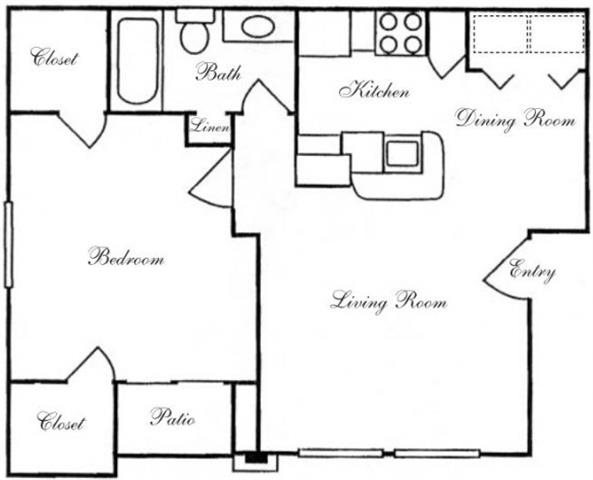 Closet
Bath
Kitchen
Dining Room
Linen
Bedroom
Entry
Living Room
Closet
Patio